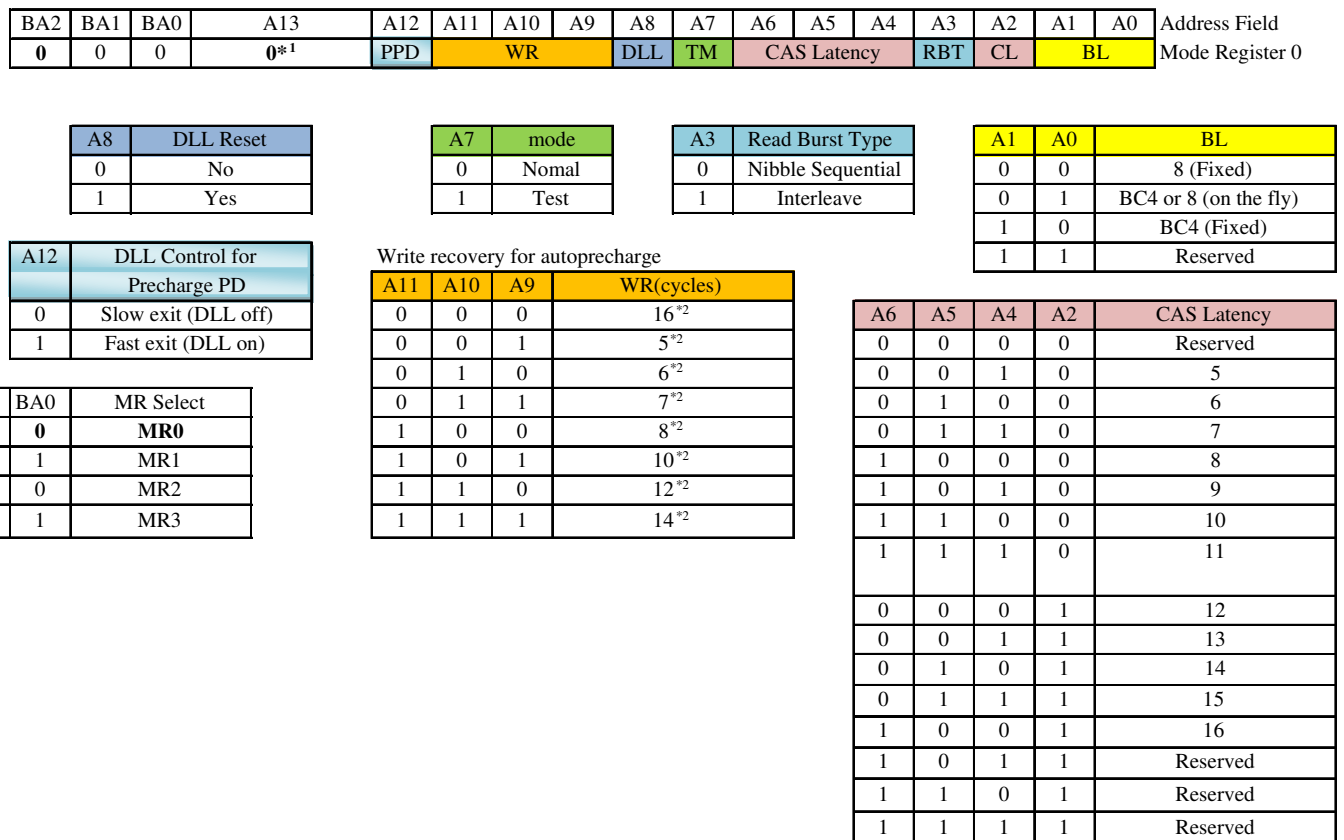 BA2 BA1 BA0 A13 A12 A11 A10 A9 A8 A7 A6 A5 A4 A3 A2 A1 A0 Address Field
0 0 0 0*1 PPD WR DLL TM CAS Latency RBT CL BL Mode Register 0
A8 DLL Reset
0 No
1 Yes
A7 mode
0 Nomal
1 Test
A3 Read Burst Type
0 Nibble Sequential
1 Interleave
A1 A0 BL
0 0 8 (Fixed)
0 1 BC4 or 8 (on the fly)
1 0 BC4 (Fixed)
1 1 Reserved
A12 DLL Control for
Precharge PD
0 Slow exit (DLL off)
1 Fast exit (DLL on)
BA0 MR Select
0 MR0
1 MR1
0 MR2
1 MR3
Write recovery for autoprecharge
A11 A10 A9 WR(cycles)
0 0 0 16*2
0 0 1 5*2
0 1 0 6*2
0 1 1 7*2
1 0 0 8*2
1 0 1 10*2
1 1 0 12*2
1 1 1 14*2
A6 A5 A4 A2 CAS Latency
0 0 0 0 Reserved
0 0 1 0 5
0 1 0 0 6
0 1 1 0 7
1 0 0 0 8
1 0 1 0 9
1 1 0 0 10
1 1 1 0 11
0 0 0 1 12
0 0 1 1 13
0 1 0 1 14
0 1 1 1 15
1 0 0 1 16
1 0 1 1 Reserved
1 1 0 1 Reserved
1 1 1 1 Reserved